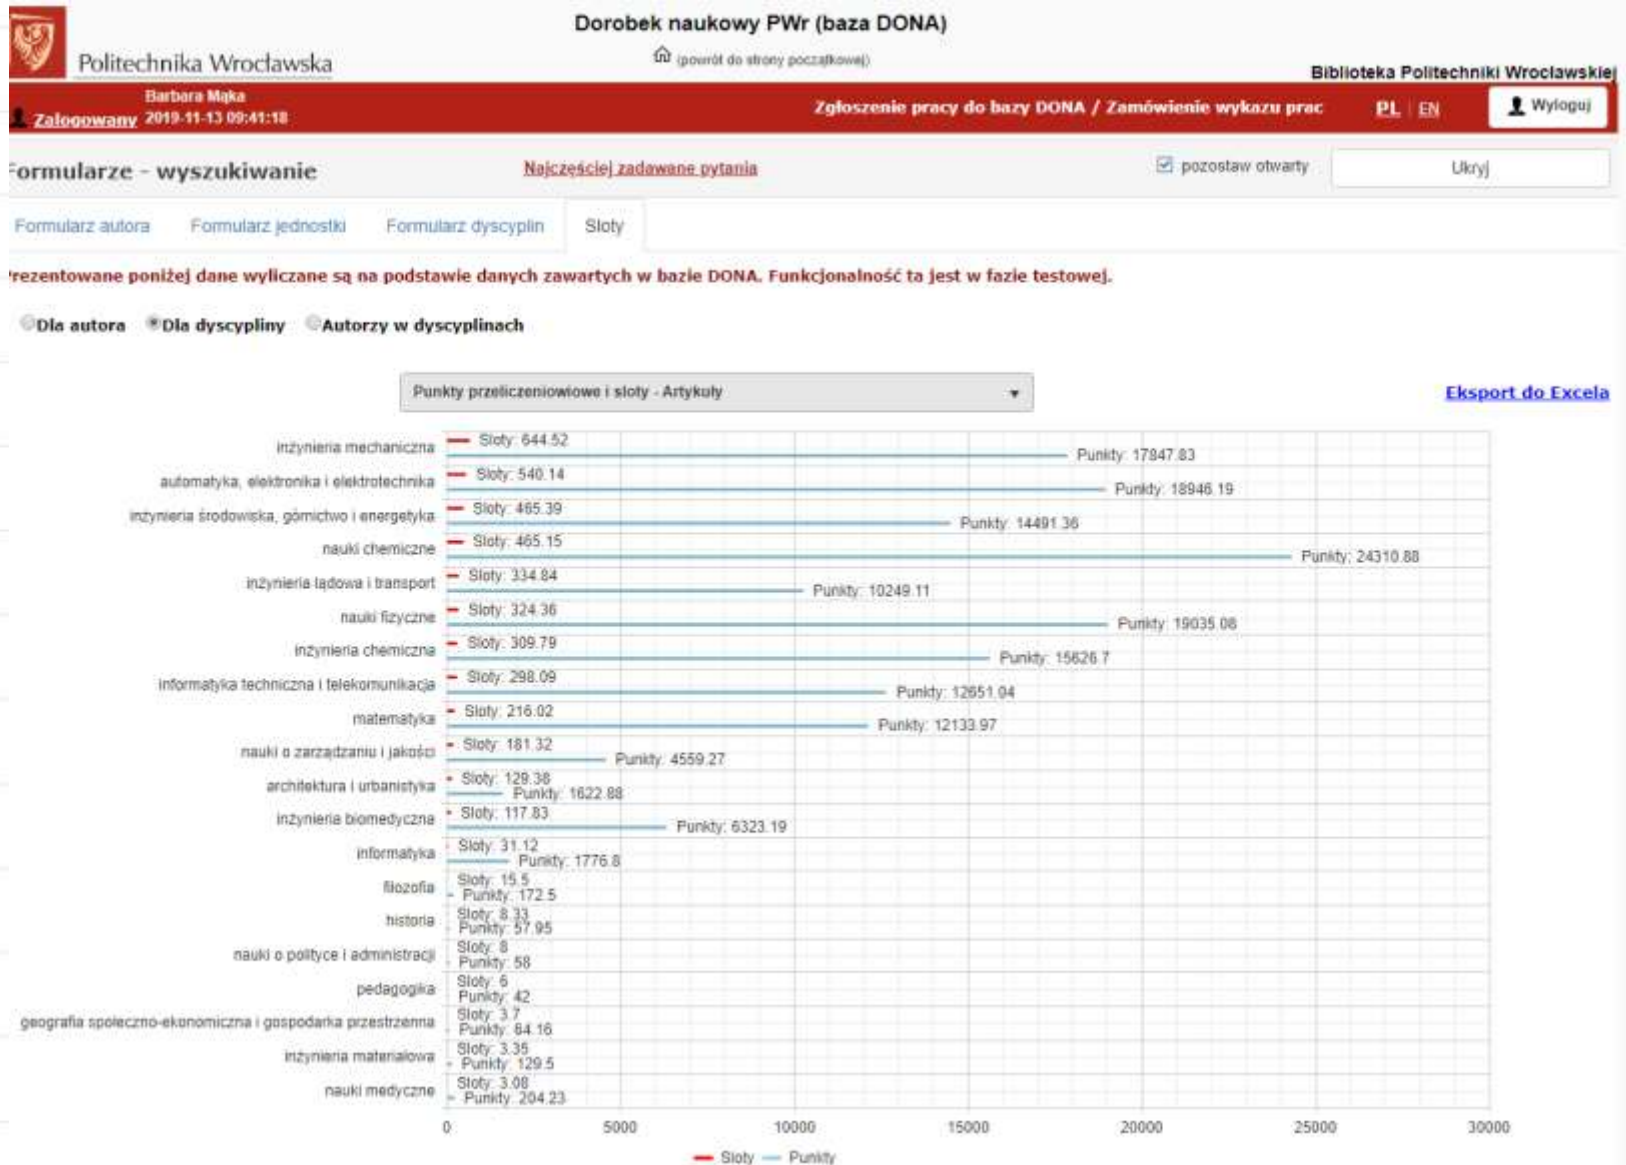 Dorobek naukowy PWr (baza DONA)
Politechnika Wrocławska
(powrót do strony początkowej)
Biblioteka Politechniki Wrocławskiej
Barbara Mąka
Zalogowany 2019-11-13 09:41:18
Zgłoszenie pracy do bazy DONA / Zamówienie wykazu prac PL | EN Wyloguj
ormularze - wyszukiwanie Najczęściej zadawane pytania pozostaw otwarty Ukryj
Formularz autora Formularz jednostki Formularz dyscyplin Sloty
rezentowane poniżej dane wyliczane są na podstawie danych zawartych w bazie DONA. Funkcjonalność ta jest w fazie testowej.
Dla autora Dla dyscypliny Autorzy w dyscyplinach
Punkty przeliczeniowiowe i sloty - Artykuły Eksport do Excela
inżynieria mechaniczna Sloty: 644.52
Punkty: 17847.83
automatyka, elektronika i elektrotechnika Sloty: 540.14
Punkty: 18946.19
inżynieria środowiska, górnictwo i energetyka Sloty: 465.39
Punkty: 14491.36
nauki chemiczne Sloty: 465.15
Punkty: 24310.88
inżynieria lądowa i transport Sloty: 334.84
Punkty: 10249.11
nauki fizyczne Sloty: 324.36
Punkty: 19035.08
inżynieria chemiczna Sloty: 309.79
Punkty: 15626.7
informatyka techniczna i telekomunikacja Sloty: 298.09
Punkty: 12651.04
matematyka Sloty: 216.02
Punkty: 12133.97
nauki o zarządzaniu i jakości Sloty: 181.32
Punkty: 4559.27
architektura i urbanistyka Sloty: 129.38
Punkty: 1622.88
inżynieria biomedyczna Sloty: 117.83
Punkty: 6323.19
informatyka Sloty: 31.12
Punkty: 1776.8
filozofia Sloty: 15.5
Punkty: 172.5
historia Sloty: 8.33
Punkty: 57.95
nauki o polityce i administracji Sloty: 8
Punkty: 58
pedagogika Sloty: 6
Punkty: 42
geografia społeczno-ekonomiczna i gospodarka przestrzenna Sloty: 3.7
Punkty: 64.16
inżynieria materiałowa Sloty: 3.35
Punkty: 129.5
nauki medyczne Sloty: 3.08
Punkty: 204.23
0 5000 10000 15000 20000 25000 30000
Sloty Punkty